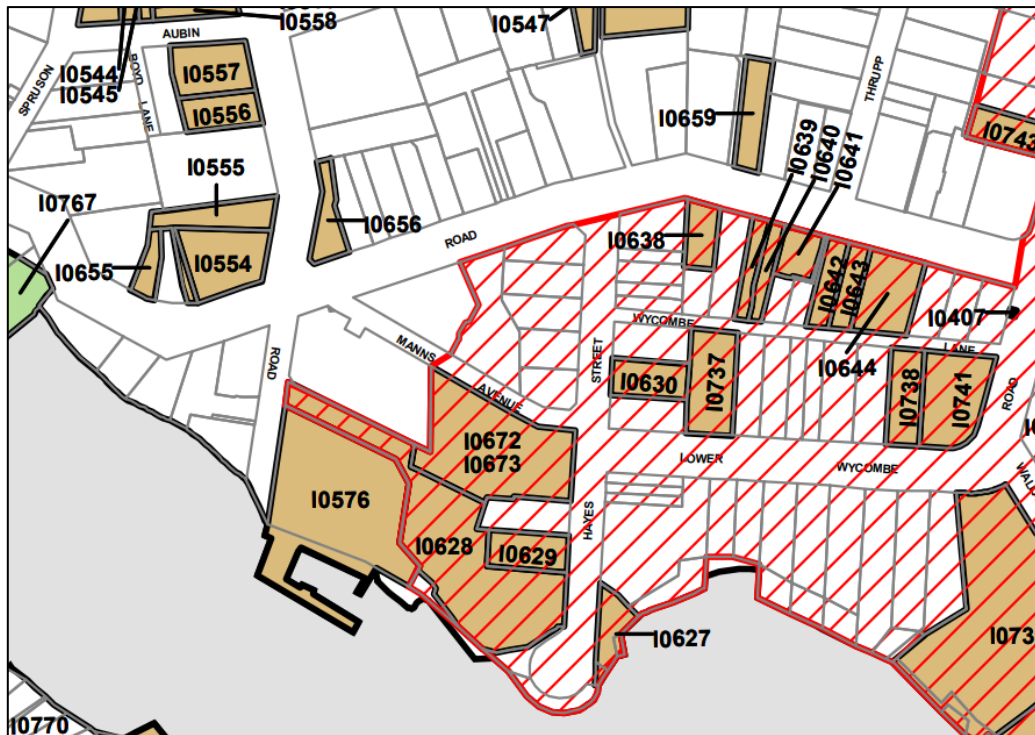 I0558
I0547
AUBIN
I0544
I0545
BOYD
LANE
SPRUSON
I0557
I0556
I0659
I0639
I0640
I0641
THRUPP
I0743
I0555
I0767
I0656
ROAD
I0638
I0655
I0554
I0642
I0643
I0407
WYCOMBE
LANE
MANNS
AVENUE
ROAD
STREET
I0644
I0630
I0737
I0738
I0741
ROAD
I0672
I0673
LOWER
WYCOMBE
I0576
HAYES
I0628
I0629
I0627
I073
I0770